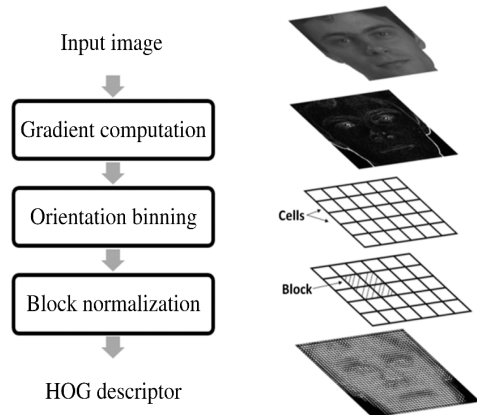 Input image
Gradient computation
Orientation binning
Cells
Block normalization
Block
HOG descriptor